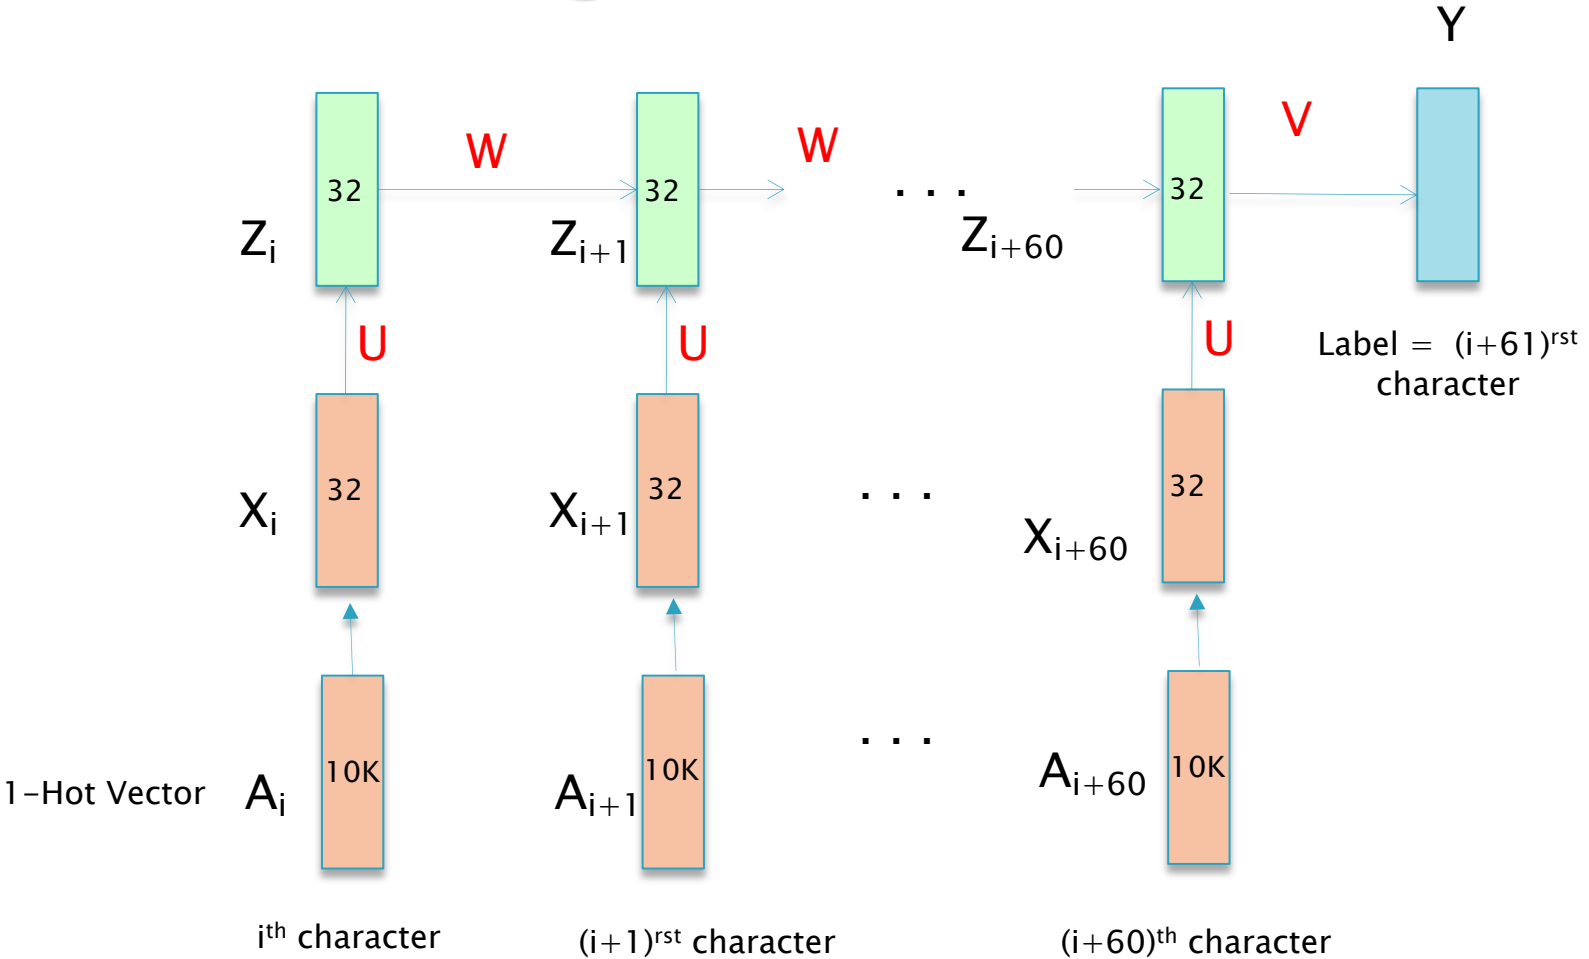 Y
W
W
V
32
32
. . .
32
Zi
Zi+1
Zi+60
U
U
U
Label = (i+61)rst
character
32
32
. . .
32
Xi
Xi+1
Xi+60
. . .
10K
10K
10K
1-Hot Vector
Ai
Ai+1
Ai+60
ith character
(i+1)rst character
(i+60)th character